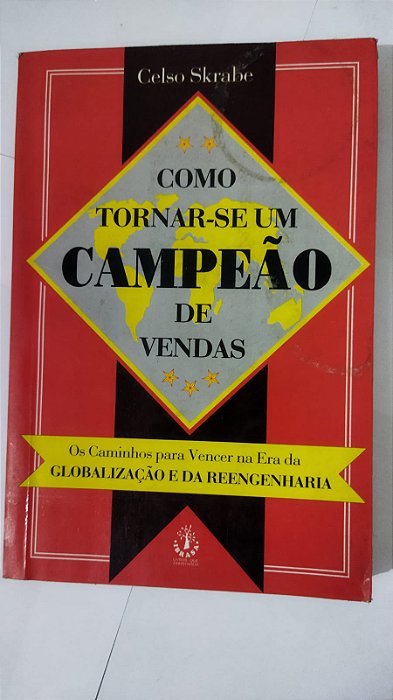 Celso Skrabe
COMO
TORNAR-SE UM
CAMPEÃO
DE
VENDAS
Os Caminhos para Vencer na Era da
GLOBALIZAÇÃO E DA REENGENHARIA
IBRASA